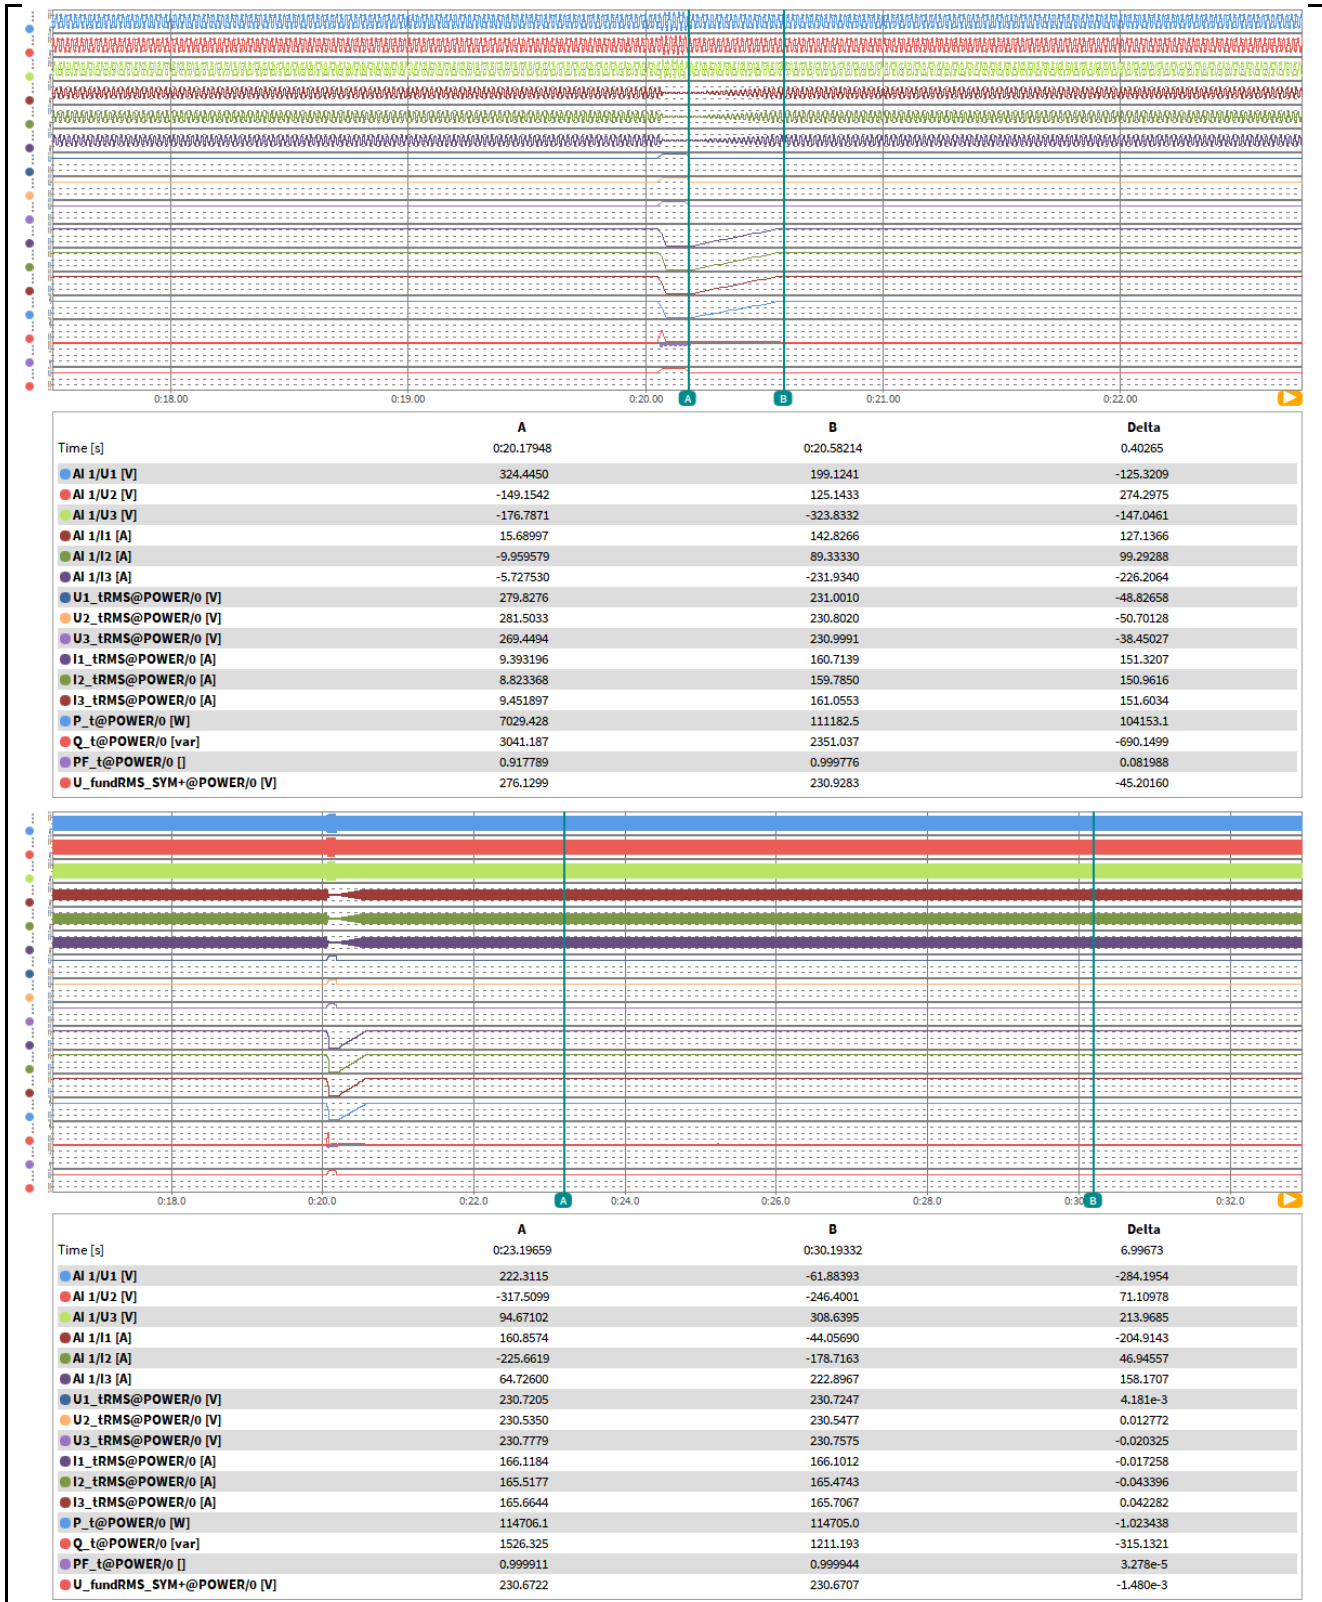 0:18.00 0:19.00 0:20.00 A B 0:21.00 0:22.00
A B Delta
Time [s] 0:20.17948 0:20.58214 0.40265
AI 1/U1 [V] 324.4450 199.1241 -125.3209
AI 1/U2 [V] -149.1542 125.1433 274.2975
AI 1/U3 [V] -176.7871 -323.8332 -147.0461
AI 1/I1 [A] 15.68997 142.8266 127.1366
AI 1/I2 [A] -9.959579 89.33330 99.29288
AI 1/I3 [A] -5.727530 -231.9340 -226.2064
U1_tRMS@POWER/0 [V] 279.8276 231.0010 -48.82658
U2_tRMS@POWER/0 [V] 281.5033 230.8020 -50.70128
U3_tRMS@POWER/0 [V] 269.4494 230.9991 -38.45027
I1_tRMS@POWER/0 [A] 9.393196 160.7139 151.3207
I2_tRMS@POWER/0 [A] 8.823368 159.7850 150.9616
I3_tRMS@POWER/0 [A] 9.451897 161.0553 151.6034
P_t@POWER/0 [W] 7029.428 111182.5 104153.1
Q_t@POWER/0 [var] 3041.187 2351.037 -690.1499
PF_t@POWER/0 [] 0.917789 0.999776 0.081988
U_fundRMS_SYM+@POWER/0 [V] 276.1299 230.9283 -45.20160
0:18.0 0:20.0 0:22.0 A 0:24.0 0:26.0 0:28.0 0:30 B 0:32.0
A B Delta
Time [s] 0:23.19659 0:30.19332 6.99673
AI 1/U1 [V] 222.3115 -61.88393 -284.1954
AI 1/U2 [V] -317.5099 -246.4001 71.10978
AI 1/U3 [V] 94.67102 308.6395 213.9685
AI 1/I1 [A] 160.8574 -44.05690 -204.9143
AI 1/I2 [A] -225.6619 -178.7163 46.94557
AI 1/I3 [A] 64.72600 222.8967 158.1707
U1_tRMS@POWER/0 [V] 230.7205 230.7247 4.181e-3
U2_tRMS@POWER/0 [V] 230.5350 230.5477 0.012772
U3_tRMS@POWER/0 [V] 230.7779 230.7575 -0.020325
I1_tRMS@POWER/0 [A] 166.1184 166.1012 -0.017258
I2_tRMS@POWER/0 [A] 165.5177 165.4743 -0.043396
I3_tRMS@POWER/0 [A] 165.6644 165.7067 0.042282
P_t@POWER/0 [W] 114706.1 114705.0 -1.023438
Q_t@POWER/0 [var] 1526.325 1211.193 -315.1321
PF_t@POWER/0 [] 0.999911 0.999944 3.278e-5
U_fundRMS_SYM+@POWER/0 [V] 230.6722 230.6707 -1.480e-3